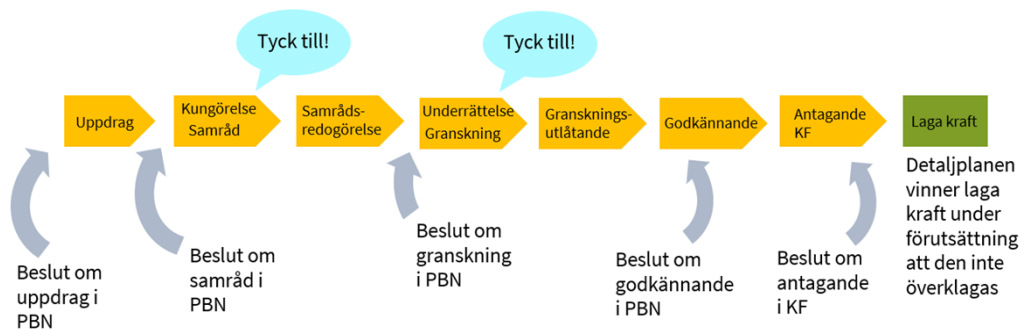 Tyck till!
Tyck till!
Uppdrag
Kungörelse
Samråd
Samråds-
redogörelse
Underrättelse
Granskning
Gransknings-
utlåtande
Godkännande
Antagande
KF
Laga kraft
Beslut om
uppdrag i
PBN
Beslut om
samråd i
PBN
Beslut om
granskning
i PBN
Beslut om
godkännande
i PBN
Beslut om
antagande
i KF
Detaljplanen
vinner laga
kraft under
förutsättning
att den inte
överklagas